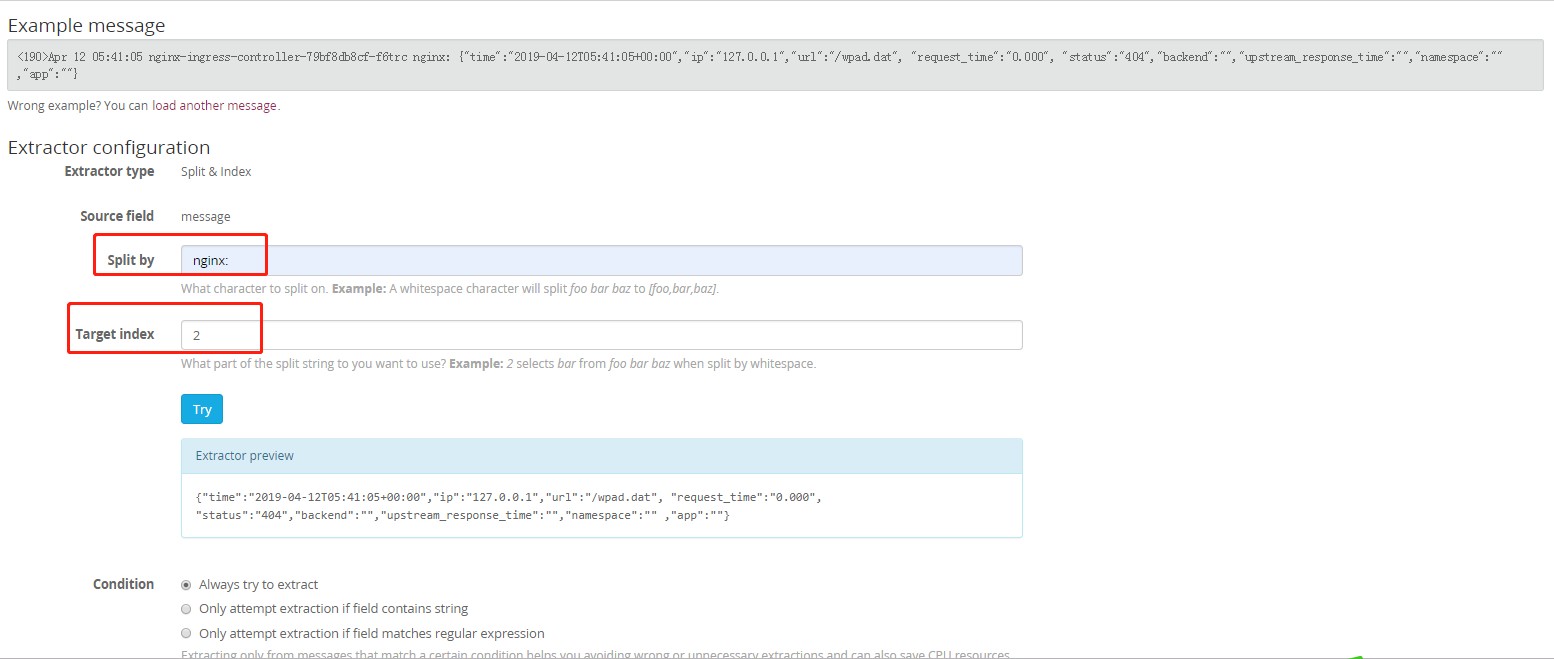 Example message
<190>Apr 12 05:41:05 nginx-ingress-controller-79bf8db8cf-f6trc nginx: {"time":"2019-04-12T05:41:05+00:00","ip":"127.0.0.1","url":"/wpad.dat", "request_time":"0.000", "status":"404","backend":"","upstream_response_time":"","namespace":""
,"app":""}
Wrong example? You can load another message.
Extractor configuration
Extractor type Split & Index
Source field message
Split by nginx:
What character to split on. Example: A whitespace character will split foo bar baz to [foo,bar,baz].
Target index 2
What part of the split string to you want to use? Example: 2 selects bar from foo bar baz when split by whitespace.
Try
Extractor preview
{"time":"2019-04-12T05:41:05+00:00","ip":"127.0.0.1","url":"/wpad.dat", "request_time":"0.000",
"status":"404","backend":"","upstream_response_time":"","namespace":"" ,"app":""}
Condition Always try to extract
Only attempt extraction if field contains string
Only attempt extraction if field matches regular expression
Extracting only from messages that match a certain condition helps you avoiding wrong or unnecessary extractions and can also save CPU resources.